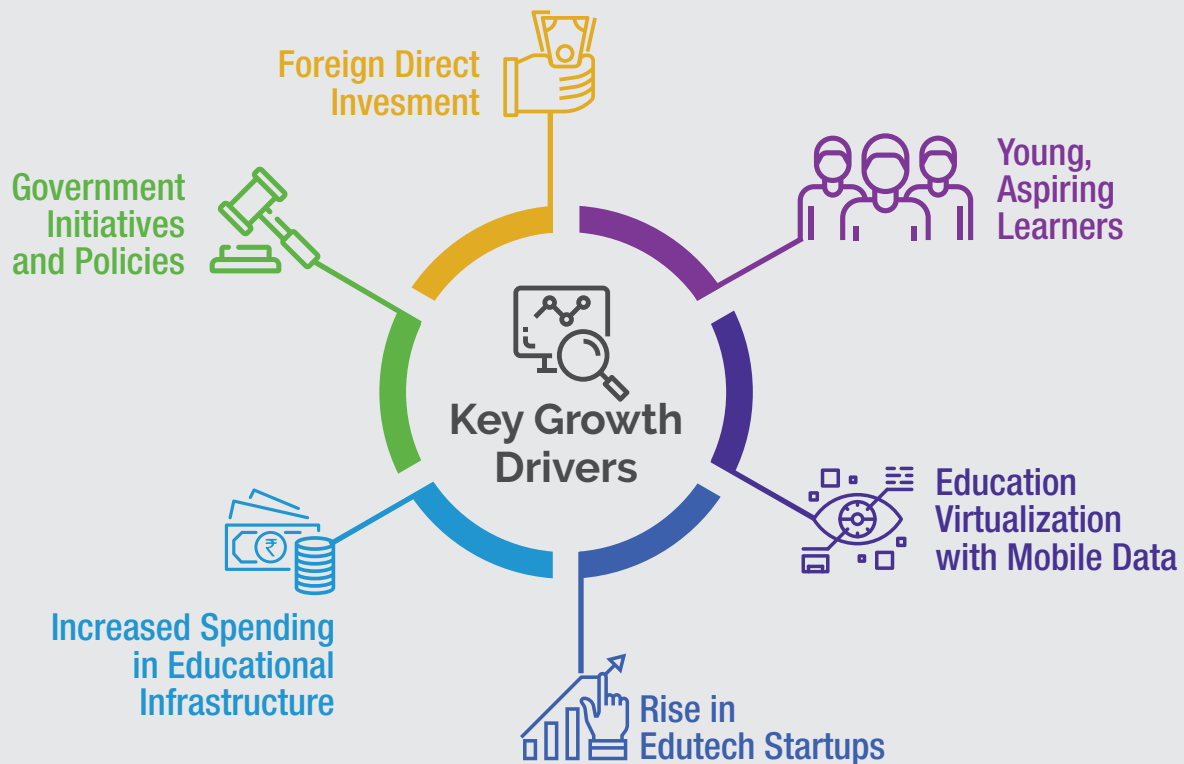 Foreign Direct
Invesment
Young,
Aspiring
Learners
Government
Initiatives
and Policies
Key Growth
Drivers
Education
Virtualization
with Mobile Data
₹
Increased Spending
in Educational
Infrastructure
Rise in
Edutech Startups